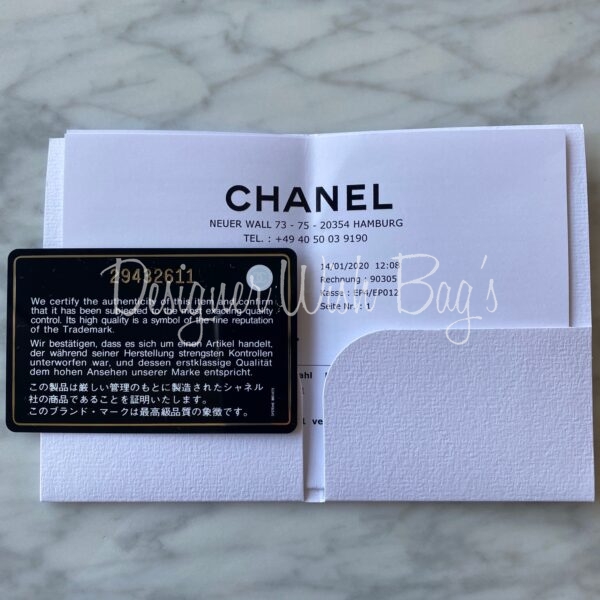 CHANEL
NEUER WALL 73 - 75 - 20354 HAMBURG
TEL. : +49 40 50 03 9190
14/01/2020 12:08
Rechnung : 90305
Kasse : EP4/EP012
Seite Nr. : 1
29432611
We certify the authenticity of this item and confirm
that it has been subjected to the most exacting quality
control. Its high quality is a symbol of the fine reputation
of the Trademark.
Wir bestätigen, dass es sich um einen Artikel handelt,
der während seiner Herstellung strengsten Kontrollen
unterworfen war, und dessen erstklassige Qualität
dem hohen Ansehen unserer Marke entspricht.
この製品は厳しい管理のもとに製造されたシャネル
社の商品であることを証明いたします。
このブランド・マークは最高級品質の象徴です。
Designer Wish Bag's